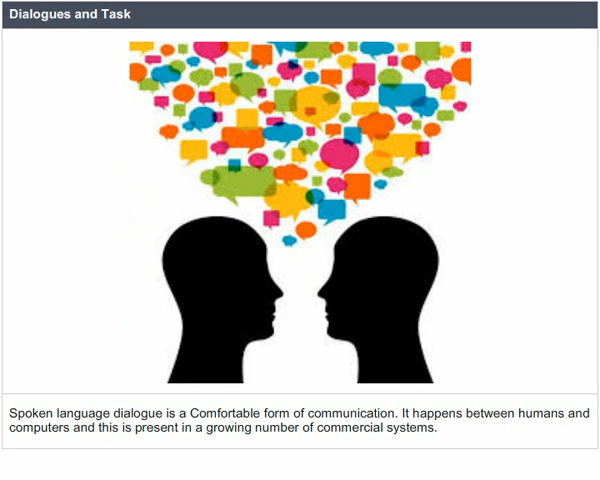 Dialogues and Task
Spoken language dialogue is a Comfortable form of communication. It happens between humans and
computers and this is present in a growing number of commercial systems.